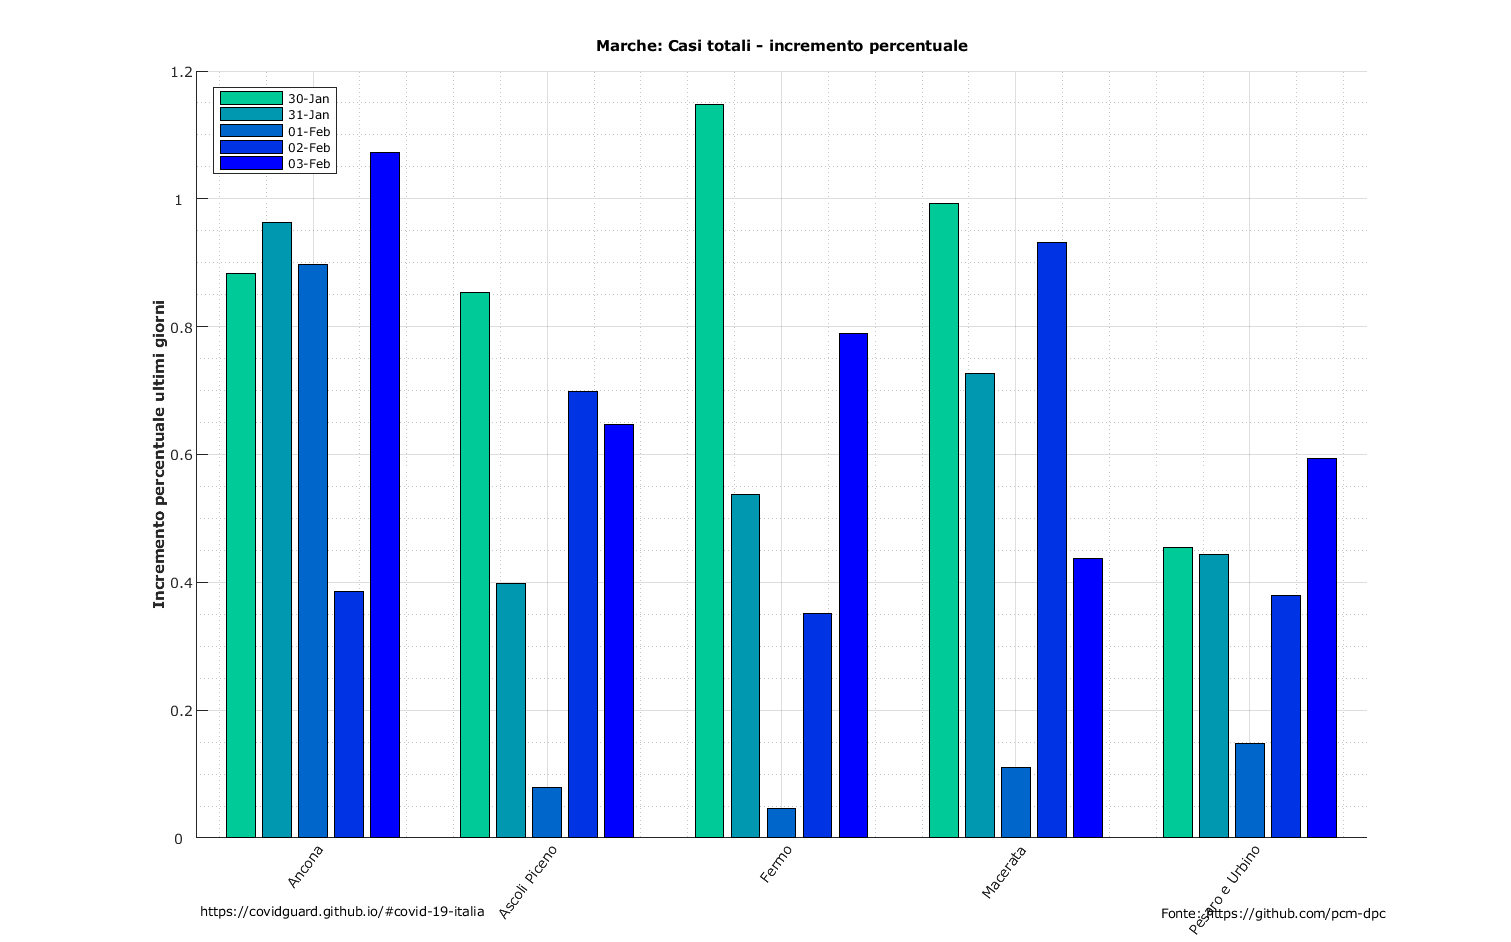 Marche: Casi totali - incremento percentuale
1.2
1
0.8
0.6
0.4
0.2
0
Incremento percentuale ultimi giorni
30-Jan
31-Jan
01-Feb
02-Feb
03-Feb
Ancona
Ascoli Piceno
Fermo
Macerata
Pesaro e Urbino
https://covidguard.github.io/#covid-19-italia
Fonte: https://github.com/pcm-dpc